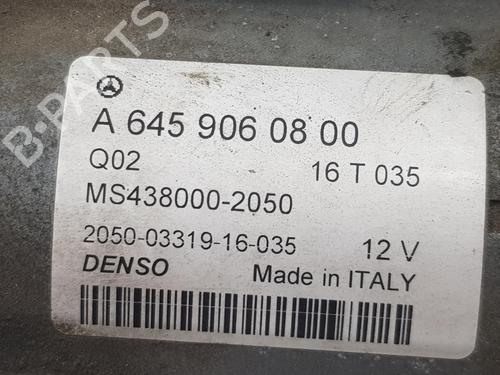 B-PARTS
A 645 906 08 00
Q02 16 T 035
MS438000-2050
2050-03319-16-035 12 V
DENSO Made in ITALY